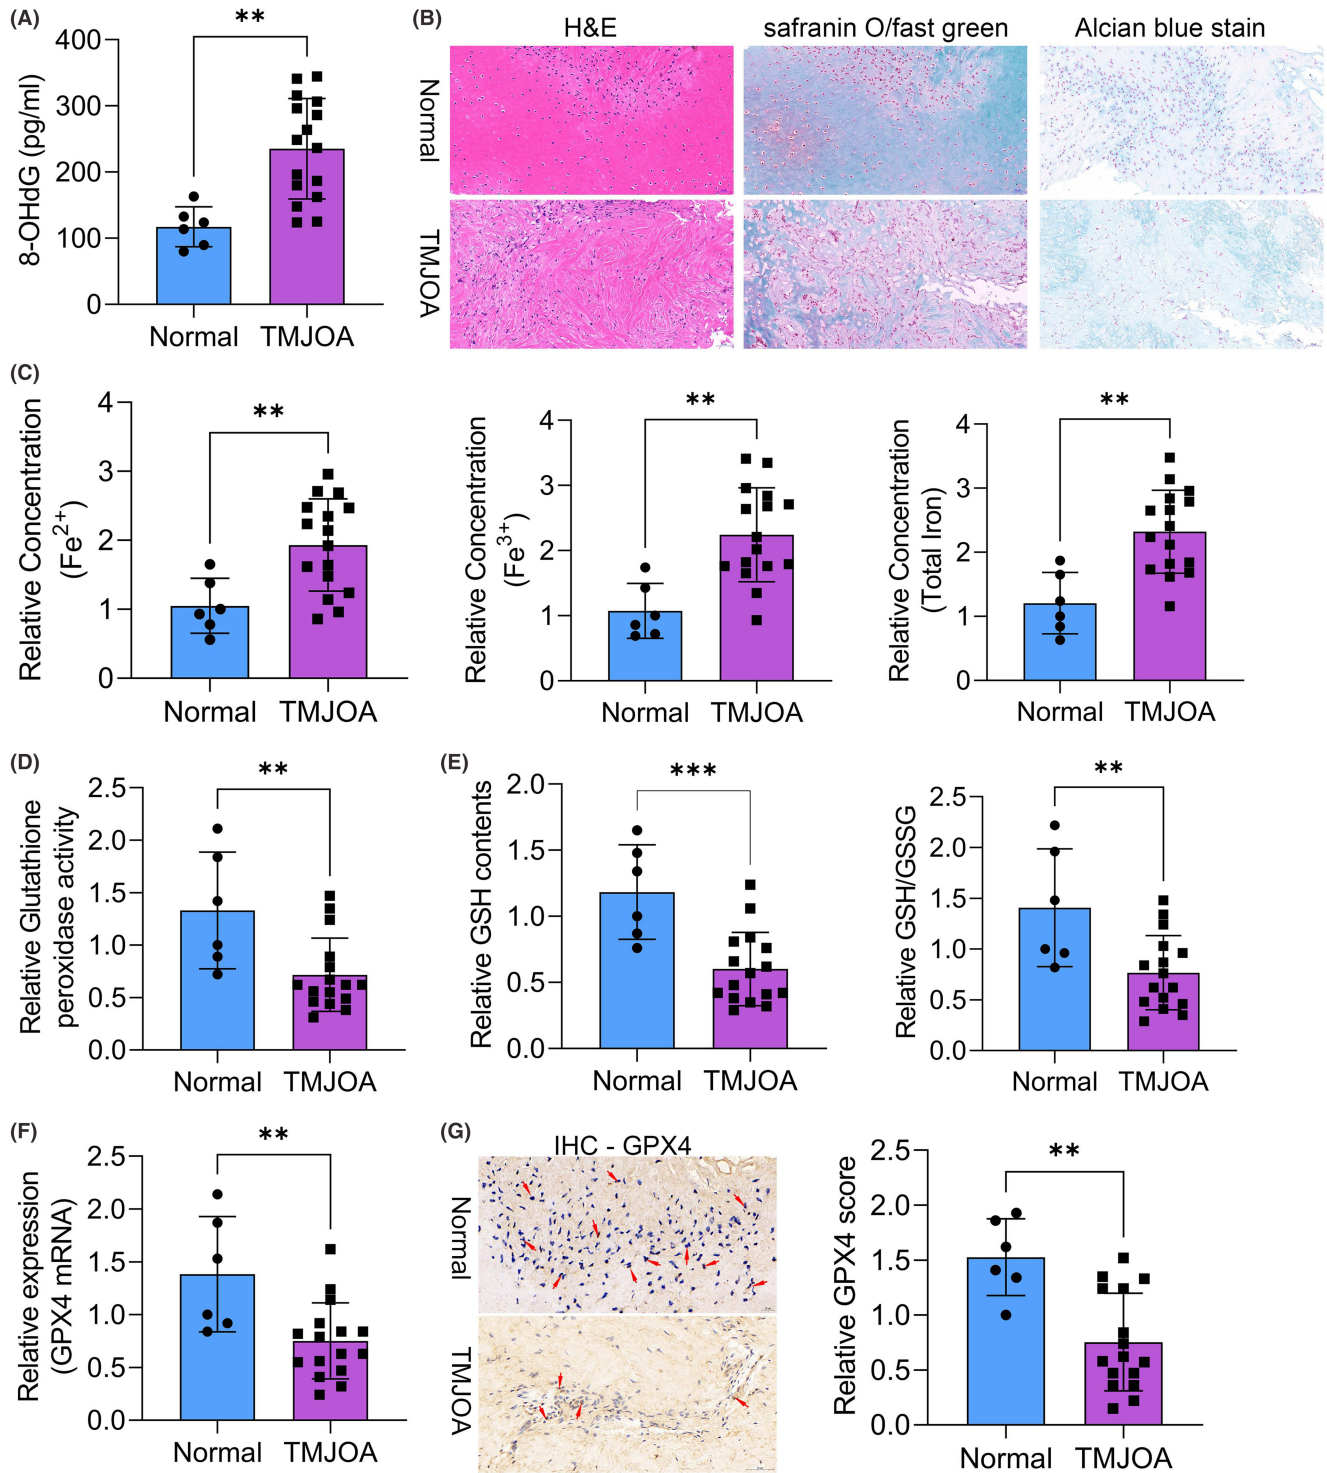 (A)
**
8-OHdG (pg/ml)
400
300
200
100
0
Normal
TMJOA
(B)
H&E
safranin O/fast green
Alcian blue stain
Normal
TMJOA
(C)
**
Relative Concentration
(Fe2+)
4
3
2
1
0
Normal
TMJOA
**
Relative Concentration
(Fe3+)
4
3
2
1
0
Normal
TMJOA
**
Relative Concentration
(Total Iron)
4
3
2
1
0
Normal
TMJOA
(D)
**
Relative Glutathione
peroxidase activity
2.5
2.0
1.5
1.0
0.5
0.0
Normal
TMJOA
(E)
***
Relative GSH contents
2.0
1.5
1.0
0.5
0.0
Normal
TMJOA
**
Relative GSH/GSSG
2.5
2.0
1.5
1.0
0.5
0.0
Normal
TMJOA
(F)
**
Relative expression
(GPX4 mRNA)
2.5
2.0
1.5
1.0
0.5
0.0
Normal
TMJOA
(G)
IHC - GPX4
Normal
TMJOA
**
Relative GPX4 score
2.5
2.0
1.5
1.0
0.5
0.0
Normal
TMJOA